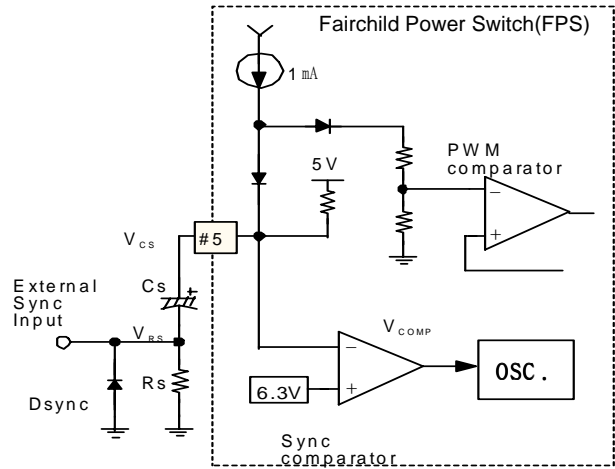 Fairchild Power Switch(FPS)
1 mA
5V
PWM
comparator
−
+
VCS
#5
Cs
+
External
Sync
Input
VRS
Rs
Dsync
VCOMP
−
+
6.3V
OSC.
Sync
comparator